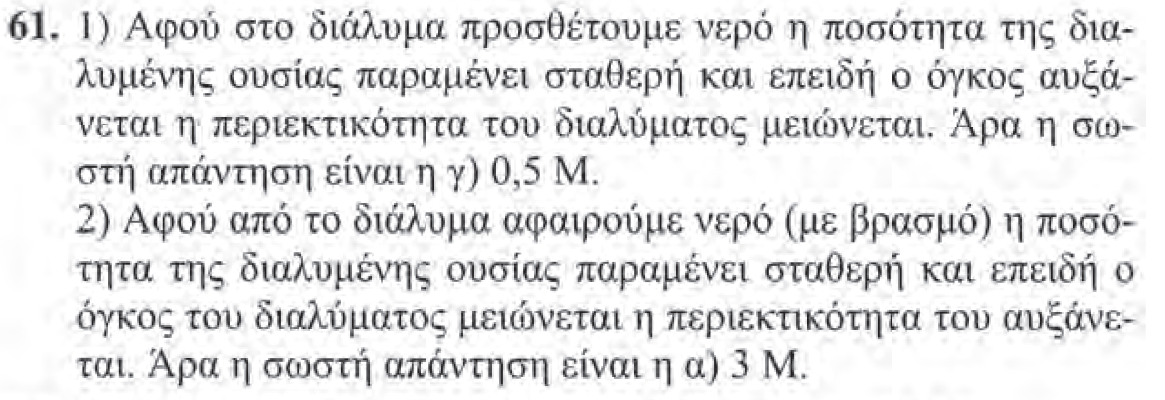 61. 1) Αφού στο διάλυμα προσθέτουμε νερό η ποσότητα της δια-
λυμένης ουσίας παραμένει σταθερή και επειδή ο όγκος αυξά-
νεται η περιεκτικότητα του διαλύματος μειώνεται. Άρα η σω-
στή απάντηση είναι η γ) 0,5 Μ.
2) Αφού από το διάλυμα αφαιρούμε νερό (με βρασμό) η ποσό-
τητα της διαλυμένης ουσίας παραμένει σταθερή και επειδή ο
όγκος του διαλύματος μειώνεται η περιεκτικότητα του αυξάνε-
ται. Άρα η σωστή απάντηση είναι η α) 3 Μ.